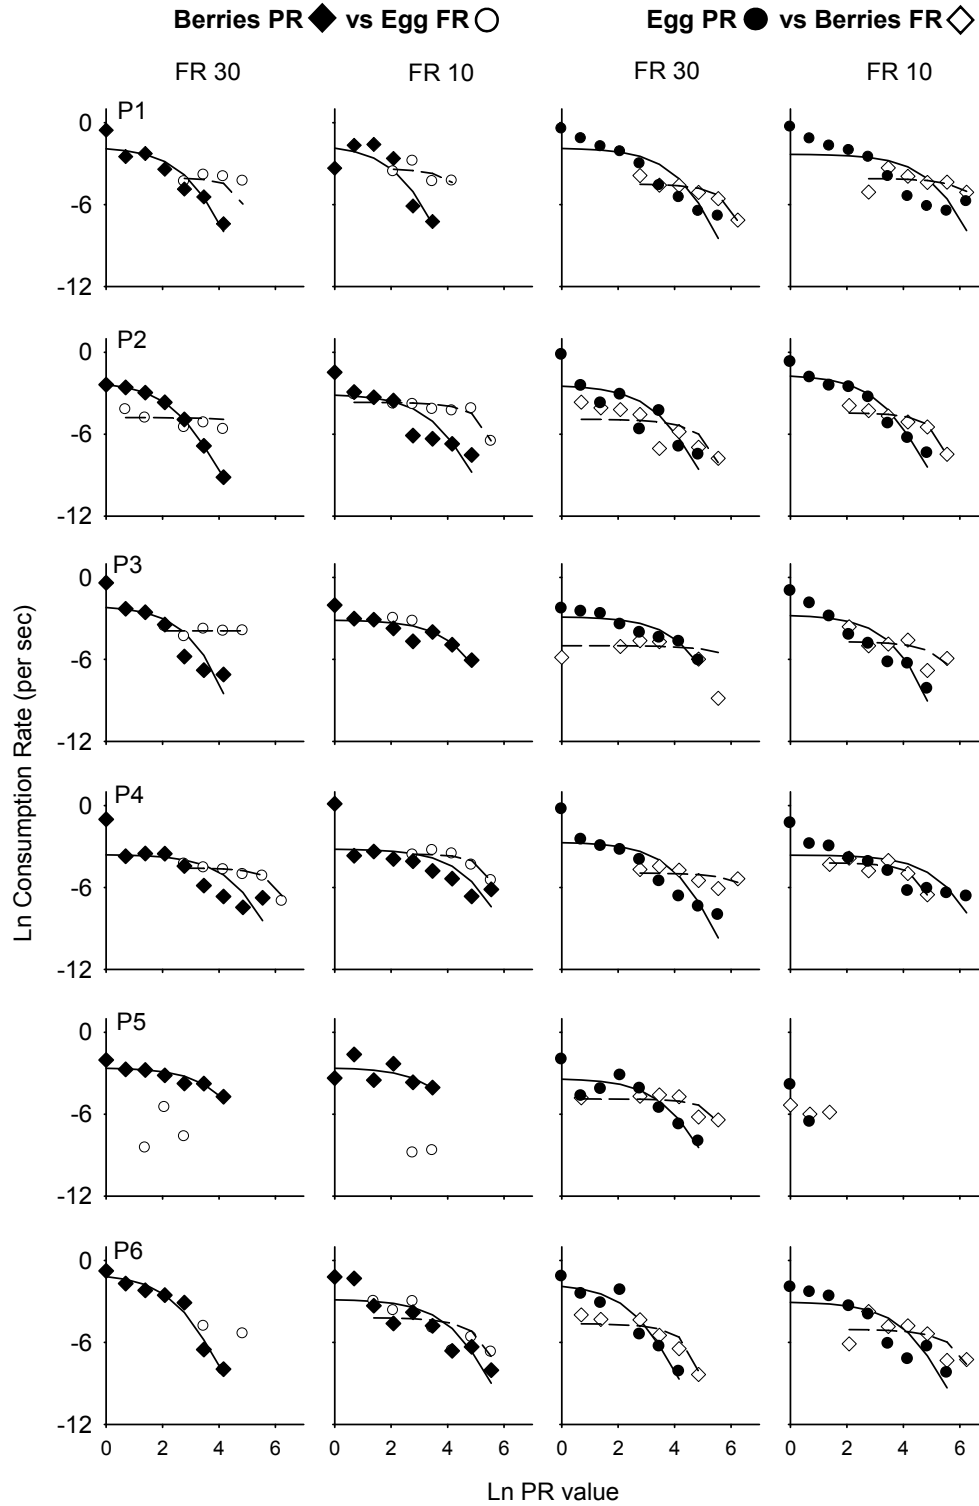 Berries PR vs Egg FR Egg PR vs Berries FR
FR 30 FR 10 FR 30 FR 10
P1
0
-6
-12
P2
0
-6
-12
P3
0
-6
-12
P4
0
-6
-12
P5
0
-6
-12
P6
0
-6
-12
0 2 4 6 0 2 4 6 0 2 4 6 0 2 4 6
Ln PR value
Ln Consumption Rate (per sec)